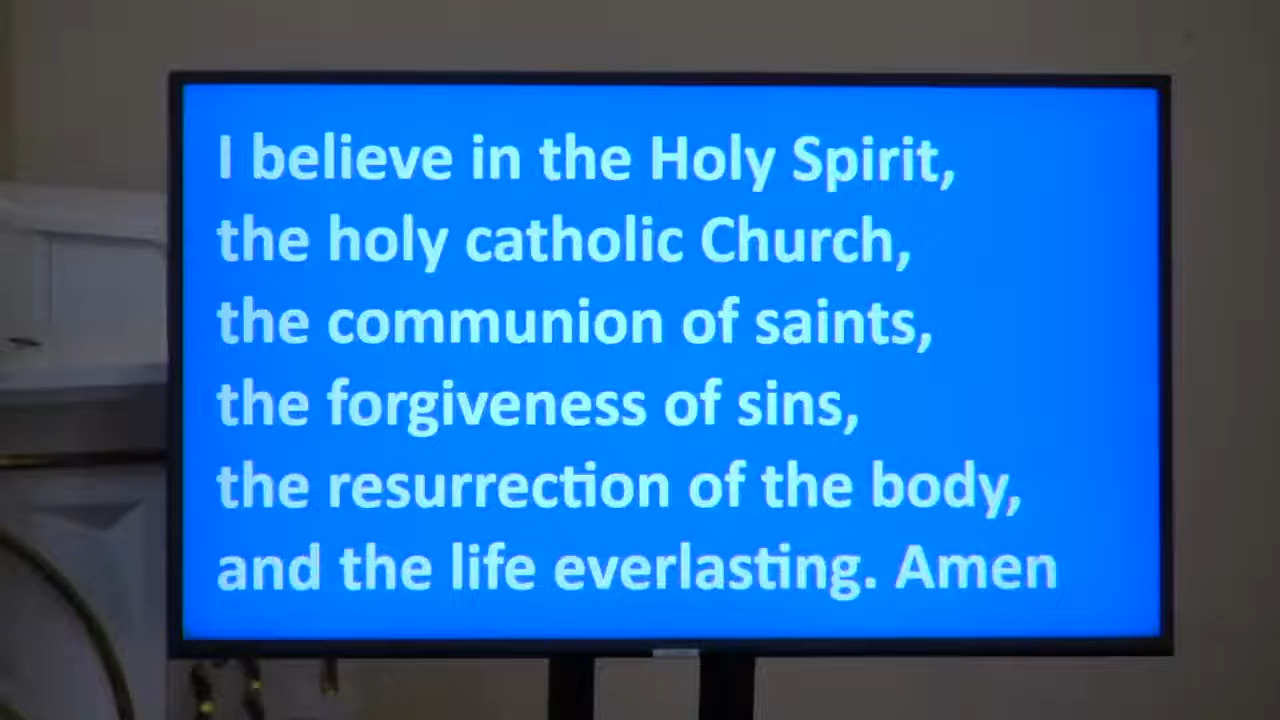 I believe in the Holy Spirit,
the holy catholic Church,
the communion of saints,
the forgiveness of sins,
the resurrection of the body,
and the life everlasting. Amen